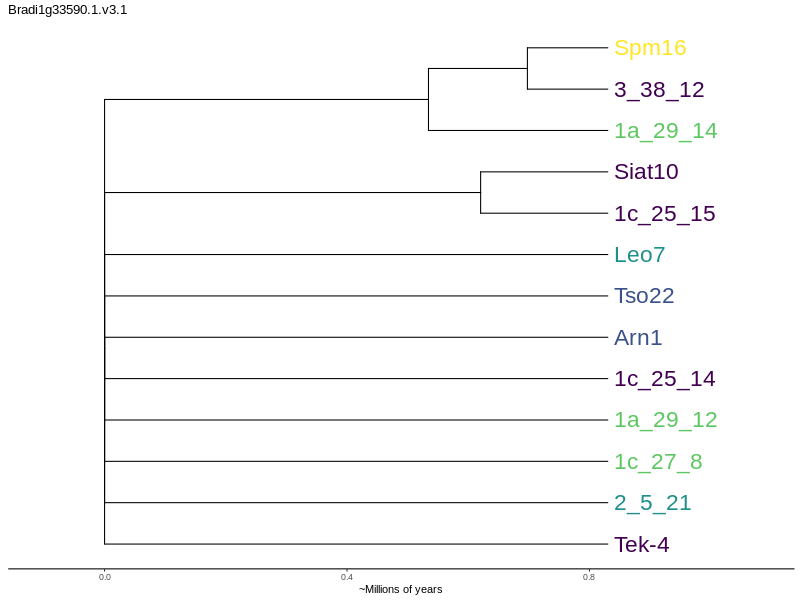 Bradi1g33590.1.v3.1
Spm16
3_38_12
1a_29_14
Siat10
1c_25_15
Leo7
Tso22
Arn1
1c_25_14
1a_29_12
1c_27_8
2_5_21
Tek-4
0.0 0.4 0.8
~Millions of years